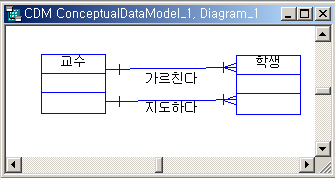 CDM ConceptualDataModel_1, Diagram_1
교수
학생
가르친다
지도하다